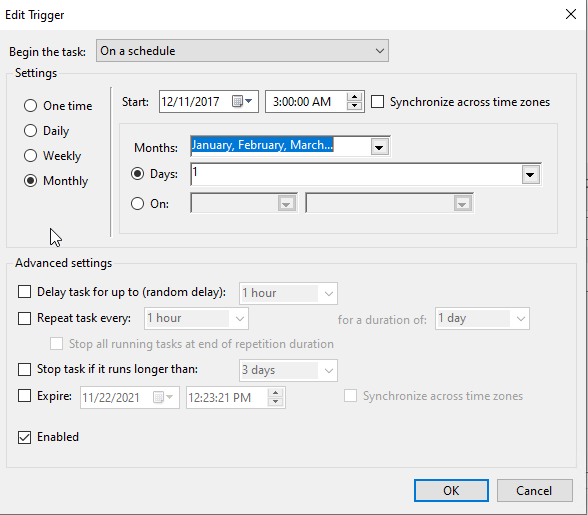 Edit Trigger
Begin the task: On a schedule
Settings
One time
Daily
Weekly
Monthly
Start: 12/11/2017 3:00:00 AM Synchronize across time zones
Months: January, February, March...
Days: 1
On:
Advanced settings
Delay task for up to (random delay): 1 hour
Repeat task every: 1 hour for a duration of: 1 day
Stop all running tasks at end of repetition duration
Stop task if it runs longer than: 3 days
Expire: 11/22/2021 12:23:21 PM Synchronize across time zones
Enabled
OK Cancel